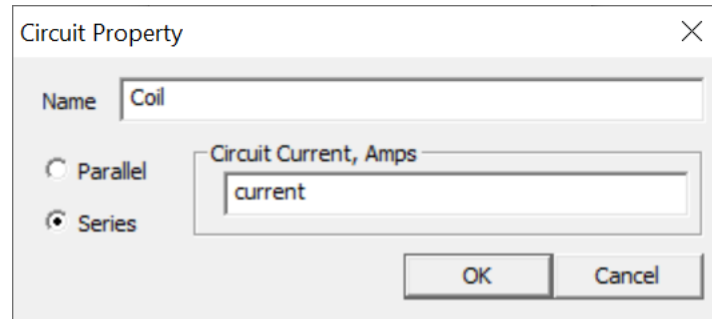 Circuit Property
Name Coil
Parallel
Series
Circuit Current, Amps
current
OK Cancel